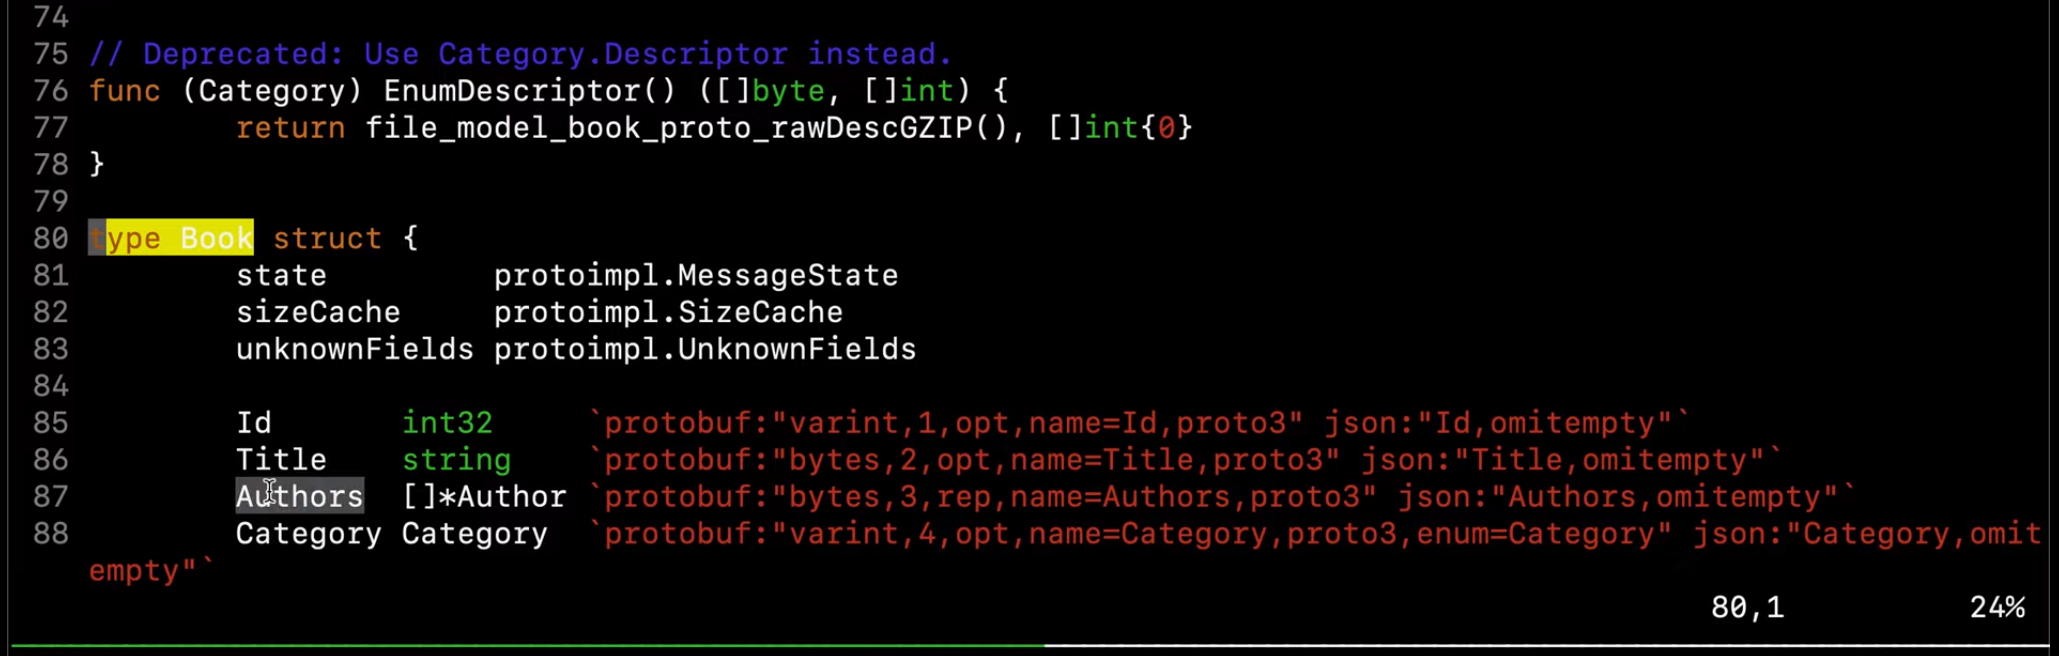 74
75 // Deprecated: Use Category.Descriptor instead.
76 func (Category) EnumDescriptor() ([]byte, []int) {
77         return file_model_book_proto_rawDescGZIP(), []int{0}
78 }
79
80 type Book struct {
81         state         protoimpl.MessageState
82         sizeCache     protoimpl.SizeCache
83         unknownFields protoimpl.UnknownFields
84
85         Id       int32     `protobuf:"varint,1,opt,name=Id,proto3" json:"Id,omitempty"`
86         Title    string    `protobuf:"bytes,2,opt,name=Title,proto3" json:"Title,omitempty"`
87         Authors  []*Author `protobuf:"bytes,3,rep,name=Authors,proto3" json:"Authors,omitempty"`
88         Category Category  `protobuf:"varint,4,opt,name=Category,proto3,enum=Category" json:"Category,omit
empty"`
80,1 24%